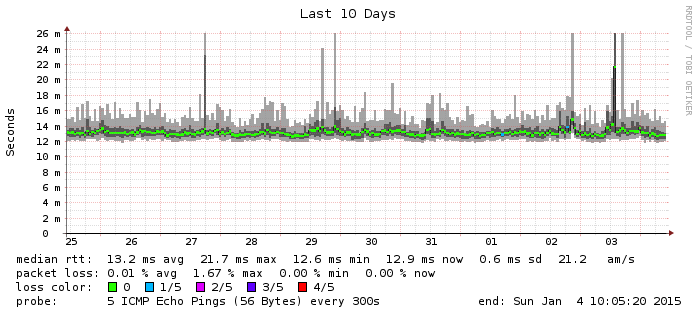 Last 10 Days
RRDTOOL / TOBI OETIKER
Seconds
26 m
24 m
22 m
20 m
18 m
16 m
14 m
12 m
10 m
8 m
6 m
4 m
2 m
0
25 26 27 28 29 30 31 01 02 03
median rtt: 13.2 ms avg 21.7 ms max 12.6 ms min 12.9 ms now 0.6 ms sd 21.2 am/s
packet loss: 0.01 % avg 1.67 % max 0.00 % min 0.00 % now
loss color: 0 1/5 2/5 3/5 4/5
probe: 5 ICMP Echo Pings (56 Bytes) every 300s end: Sun Jan 4 10:05:20 2015